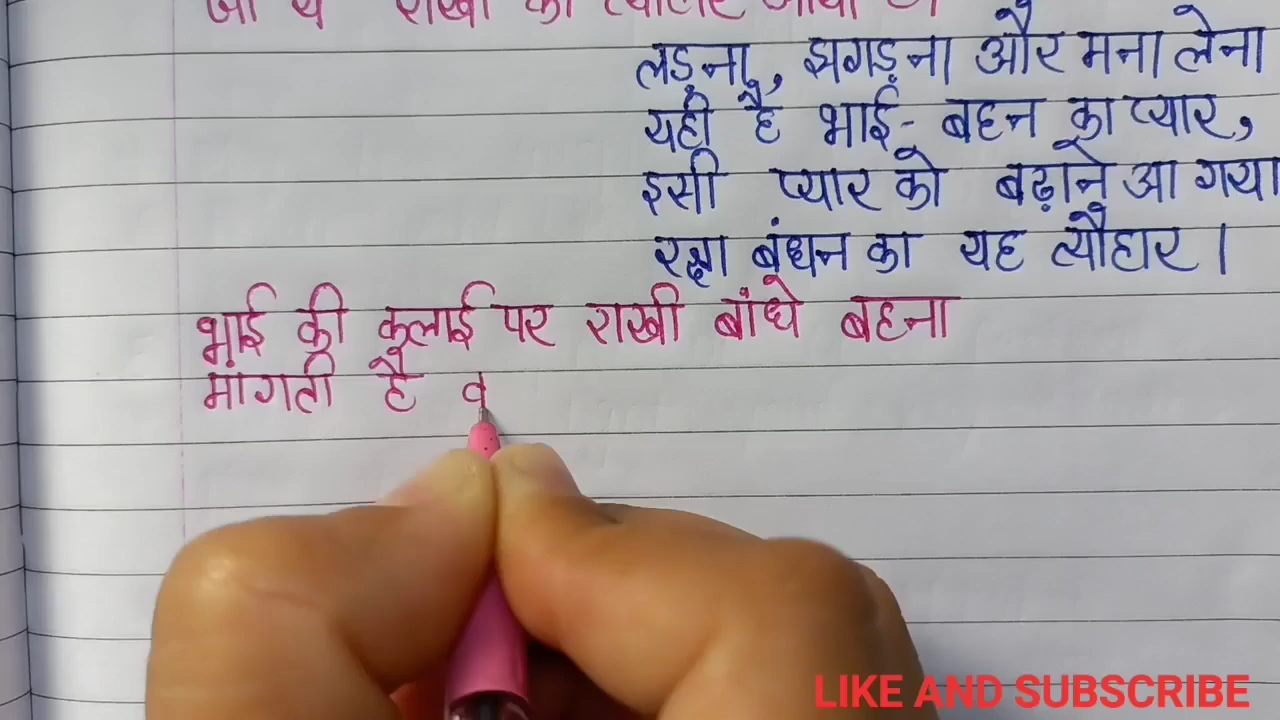 लड़ना, झगड़ना और मना लेना
यही है भाई- बहन का प्यार,
इसी प्यार को बढ़ाने आ गया
रक्षा बंधन का यह त्यौहार।
भाई की कलाई पर राखी बांधे बहना
मांगती है व
LIKE AND SUBSCRIBE